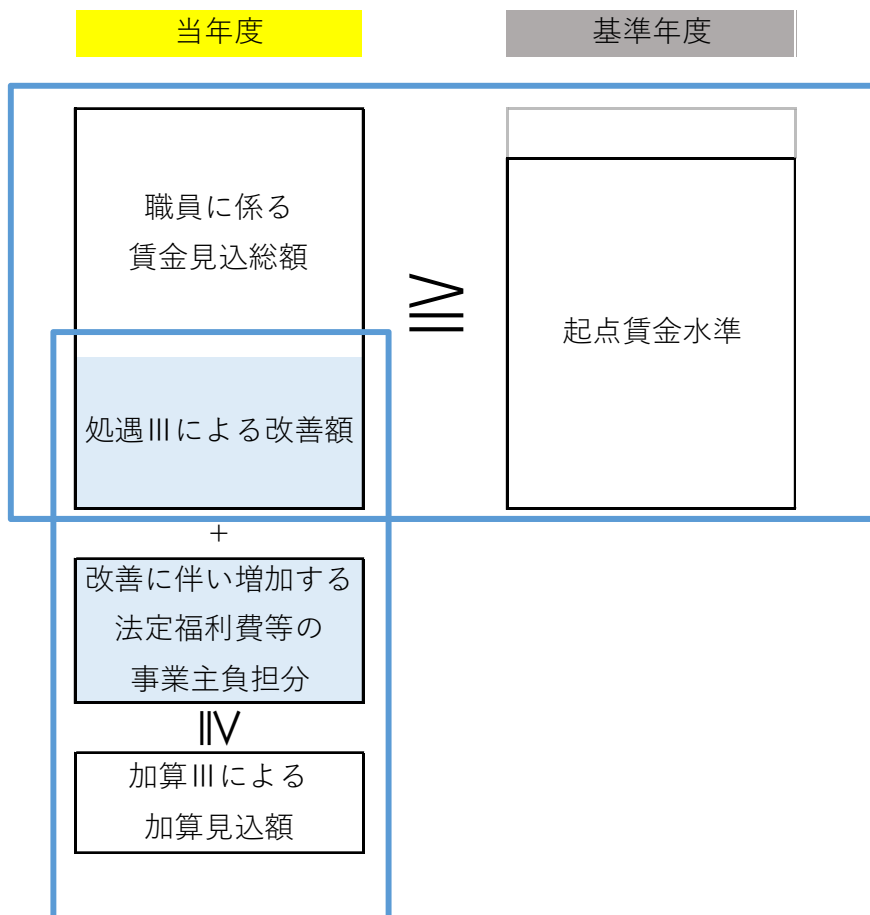 当年度
基準年度
職員に係る
賃金見込総額
≧
起点賃金水準
処遇Ⅲによる改善額
+
改善に伴い増加する
法定福利費等の
事業主負担分
≧
加算Ⅲによる
加算見込額